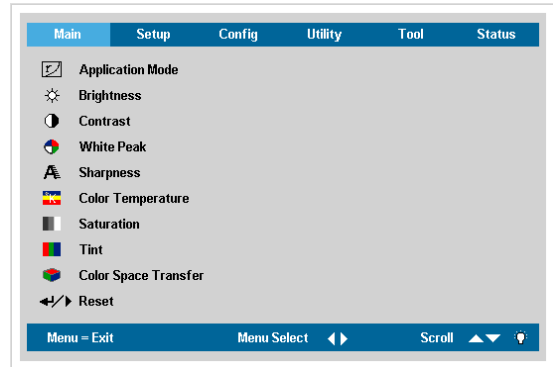 Main Setup Config Utility Tool Status
Application Mode
Brightness
Contrast
White Peak
Sharpness
Color Temperature
Saturation
Tint
Color Space Transfer
Reset
Menu = Exit Menu Select Scroll